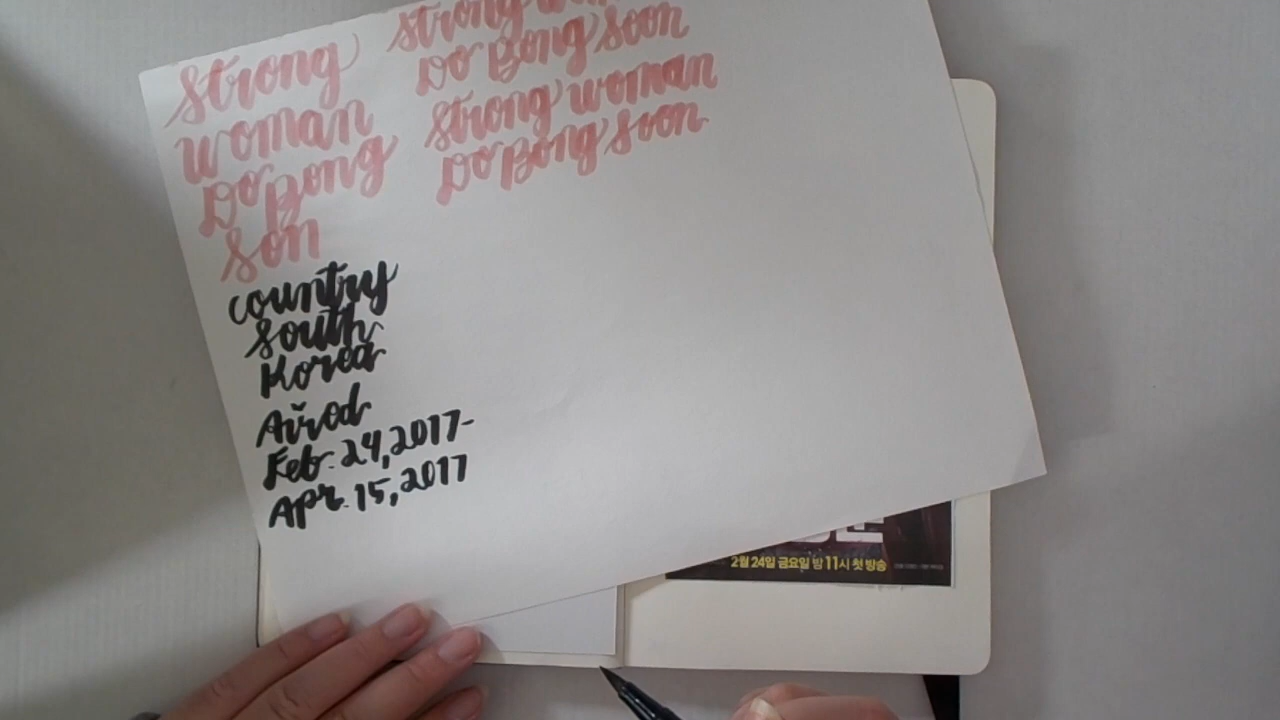 Strong
woman
Do Bong
Son
strong
Do Bong Soon
Strong woman
Do Bong Soon
country
South
Korea
Aired
Feb. 24, 2017-
Apr. 15, 2017
2월 24일 금요일 밤 11시 첫 방송